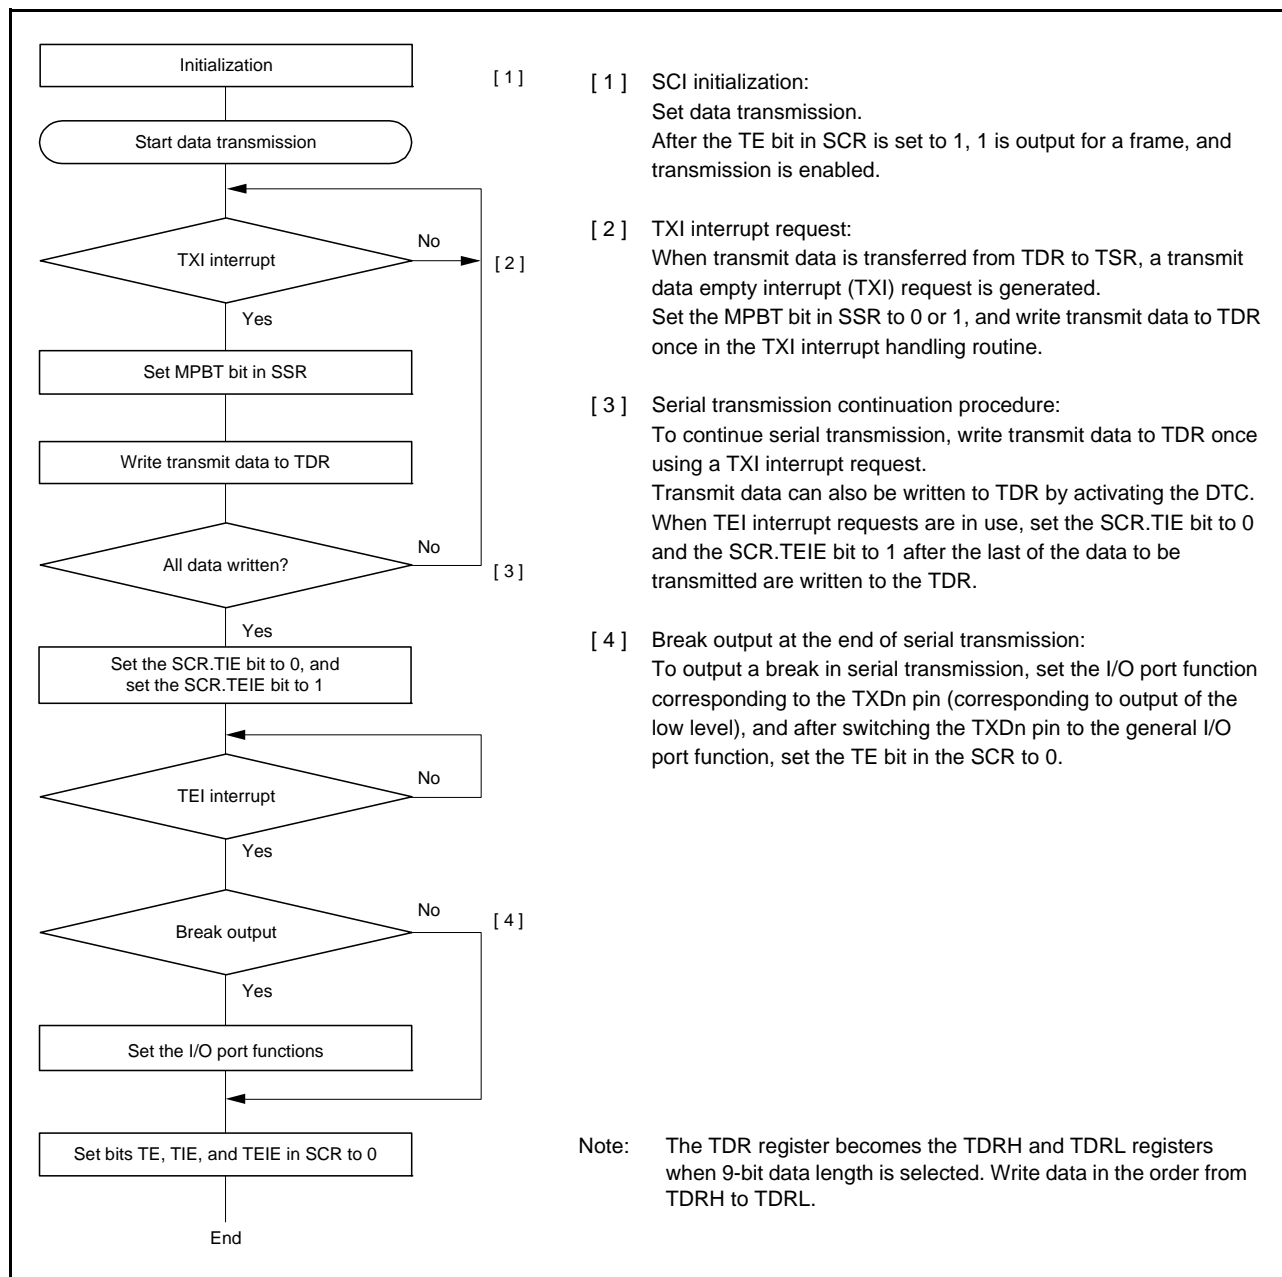 Initialization
[ 1 ]
Start data transmission
TXI interrupt
No
[ 2 ]
Yes
Set MPBT bit in SSR
Write transmit data to TDR
All data written?
No
[ 3 ]
Yes
Set the SCR.TIE bit to 0, and
set the SCR.TEIE bit to 1
TEI interrupt
No
Yes
Break output
No
[ 4 ]
Yes
Set the I/O port functions
Set bits TE, TIE, and TEIE in SCR to 0
End
[ 1 ] SCI initialization:
Set data transmission.
After the TE bit in SCR is set to 1, 1 is output for a frame, and
transmission is enabled.
[ 2 ] TXI interrupt request:
When transmit data is transferred from TDR to TSR, a transmit
data empty interrupt (TXI) request is generated.
Set the MPBT bit in SSR to 0 or 1, and write transmit data to TDR
once in the TXI interrupt handling routine.
[ 3 ] Serial transmission continuation procedure:
To continue serial transmission, write transmit data to TDR once
using a TXI interrupt request.
Transmit data can also be written to TDR by activating the DTC.
When TEI interrupt requests are in use, set the SCR.TIE bit to 0
and the SCR.TEIE bit to 1 after the last of the data to be
transmitted are written to the TDR.
[ 4 ] Break output at the end of serial transmission:
To output a break in serial transmission, set the I/O port function
corresponding to the TXDn pin (corresponding to output of the
low level), and after switching the TXDn pin to the general I/O
port function, set the TE bit in the SCR to 0.
Note: The TDR register becomes the TDRH and TDRL registers
when 9-bit data length is selected. Write data in the order from
TDRH to TDRL.